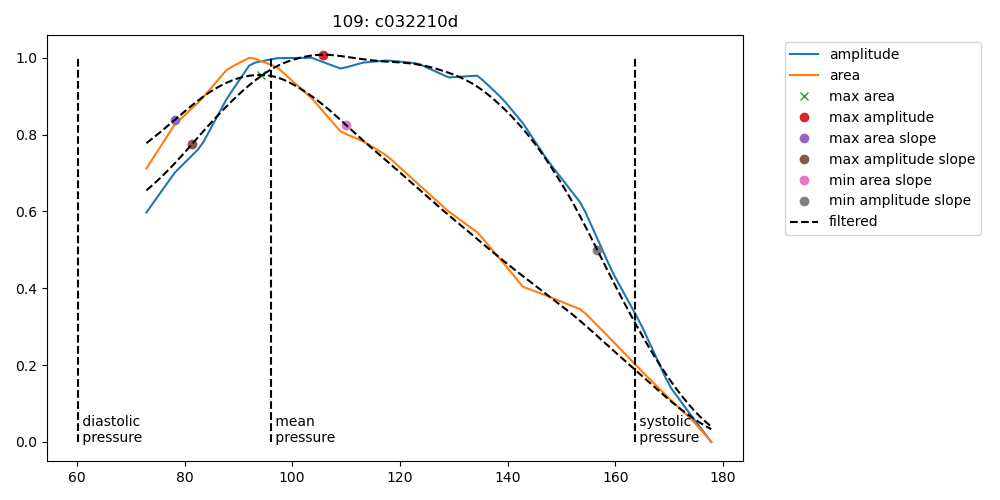 109: c032210d
1.0
0.8
0.6
0.4
0.2
0.0
60
80
100
120
140
160
180
diastolic
pressure
mean
pressure
systolic
pressure
amplitude
area
max area
max amplitude
max area slope
max amplitude slope
min area slope
min amplitude slope
filtered